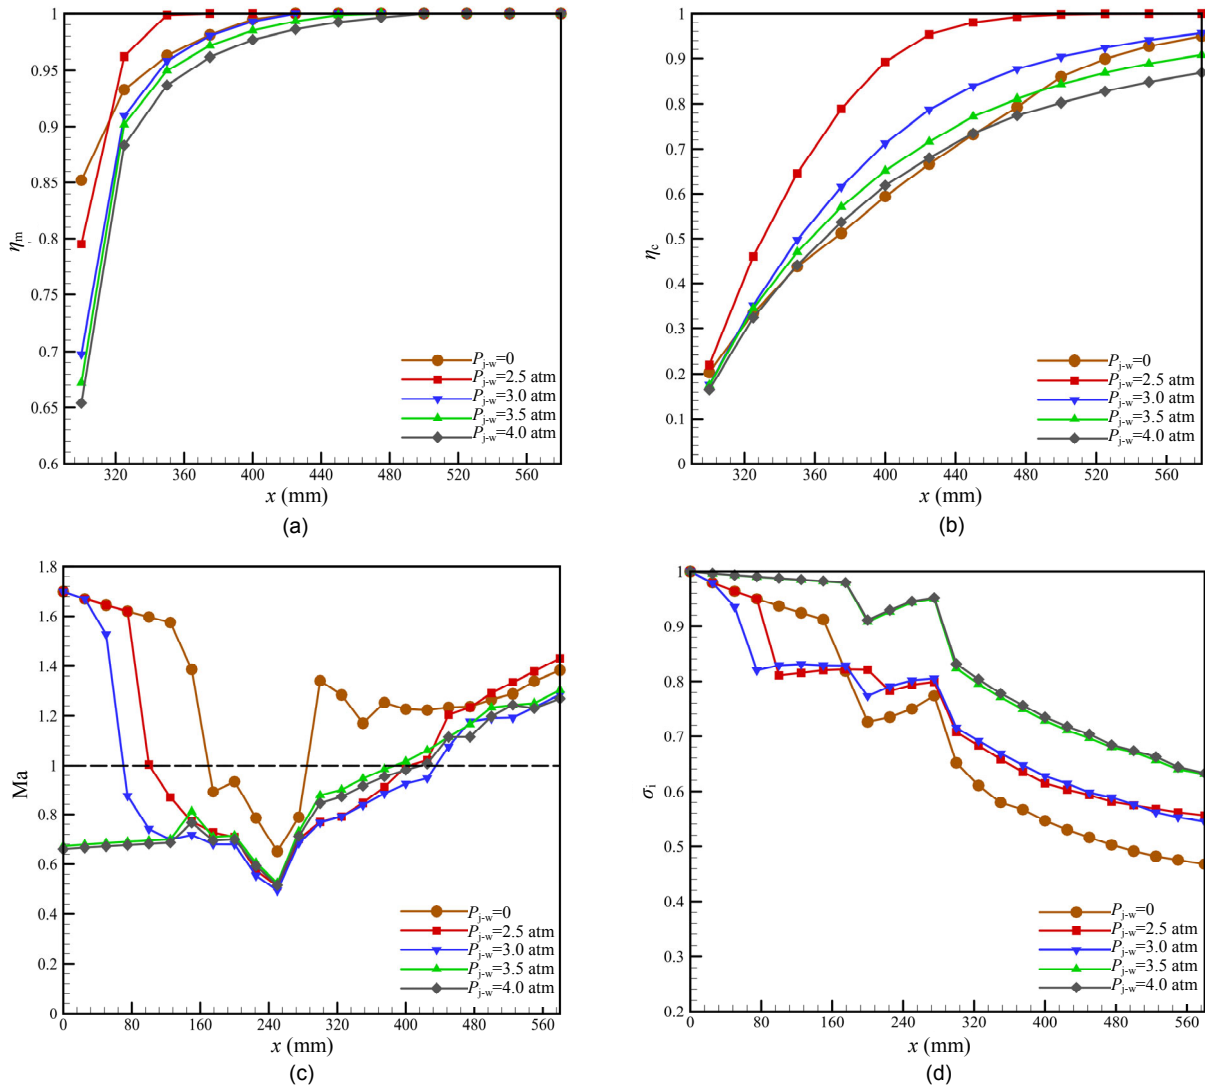 1
0.95
0.9
0.85
0.8
0.75
0.7
0.65
0.6
ηm
320 360 400 440 480 520 560
x (mm)
Pj-w=0
Pj-w=2.5 atm
Pj-w=3.0 atm
Pj-w=3.5 atm
Pj-w=4.0 atm
(a)
1
0.9
0.8
0.7
0.6
0.5
0.4
0.3
0.2
0.1
0
ηc
320 360 400 440 480 520 560
x (mm)
Pj-w=0
Pj-w=2.5 atm
Pj-w=3.0 atm
Pj-w=3.5 atm
Pj-w=4.0 atm
(b)
1.8
1.6
1.4
1.2
1
0.8
0.6
0.4
0.2
0
Ma
0 80 160 240 320 400 480 560
x (mm)
Pj-w=0
Pj-w=2.5 atm
Pj-w=3.0 atm
Pj-w=3.5 atm
Pj-w=4.0 atm
(c)
1
0.9
0.8
0.7
0.6
0.5
0.4
0.3
0.2
σi
0 80 160 240 320 400 480 560
x (mm)
Pj-w=0
Pj-w=2.5 atm
Pj-w=3.0 atm
Pj-w=3.5 atm
Pj-w=4.0 atm
(d)